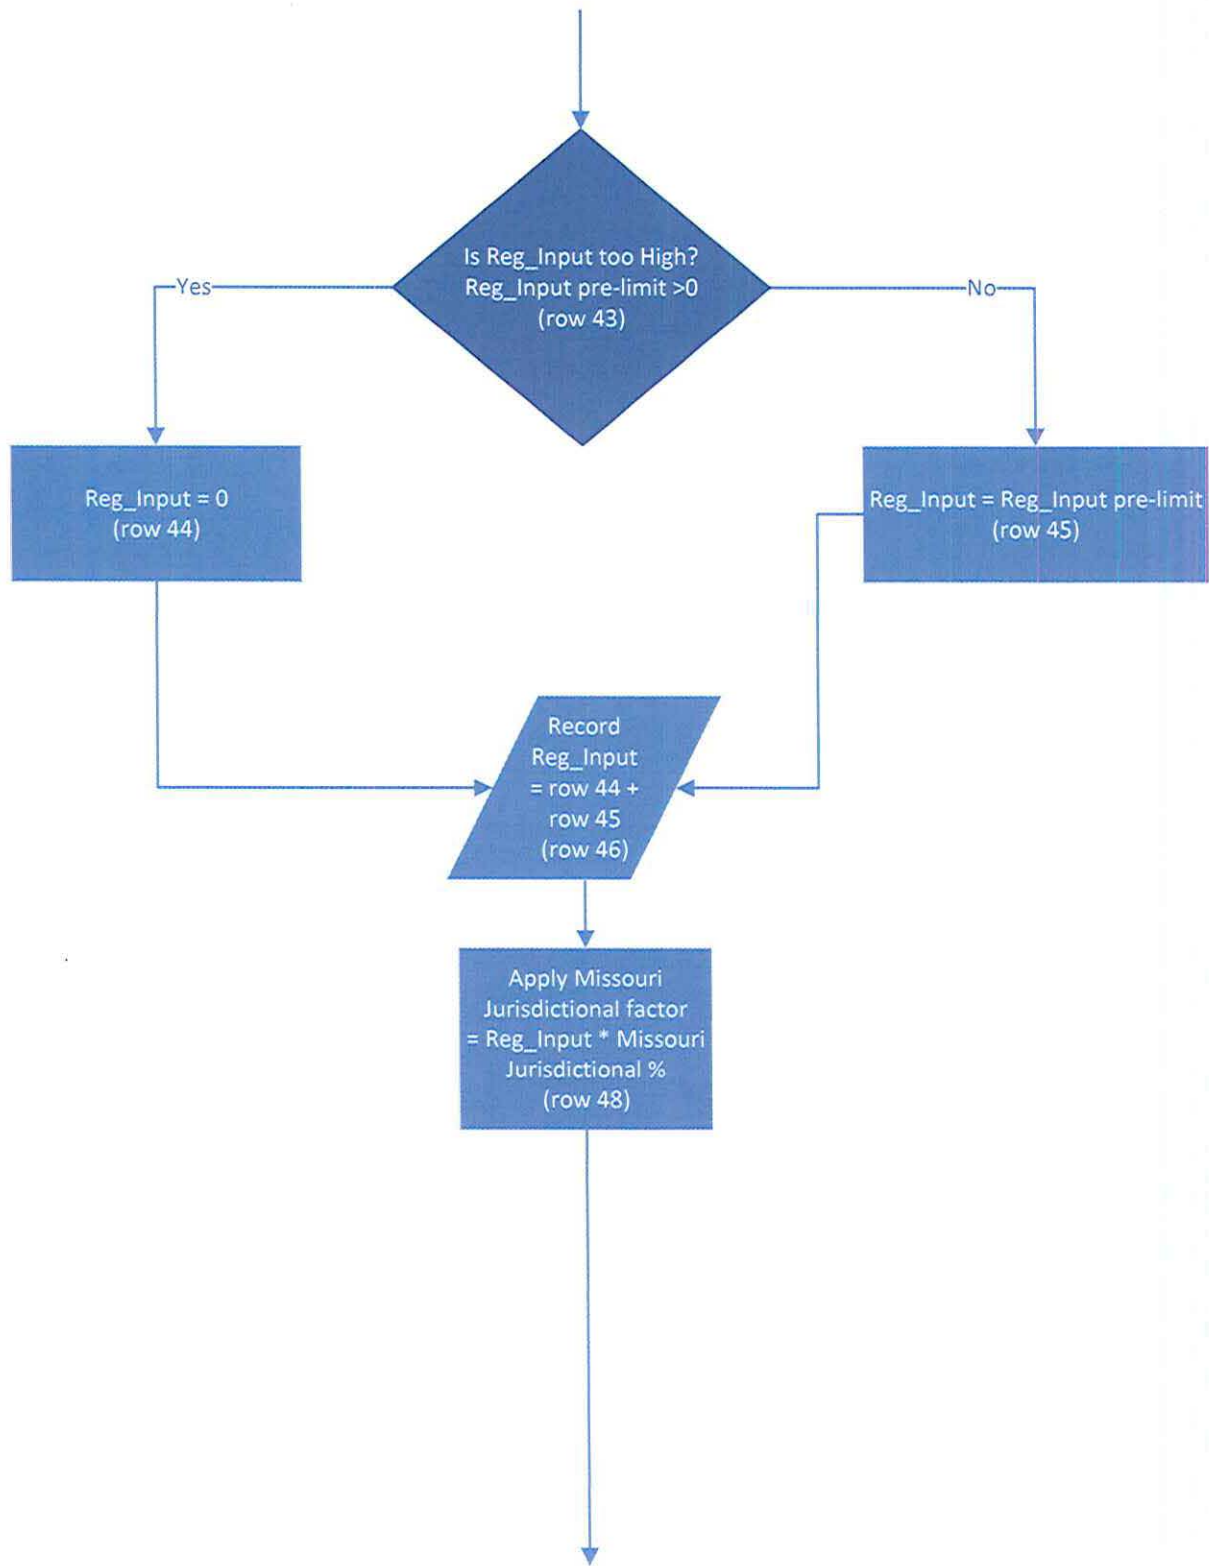 Is Reg_Input too High?
Reg_Input pre-limit >0
(row 43)
Yes
No
Reg_Input = 0
(row 44)
Reg_Input = Reg_Input pre-limit
(row 45)
Record
Reg_Input
= row 44 +
row 45
(row 46)
Apply Missouri
Jurisdictional factor
= Reg_Input * Missouri
Jurisdictional %
(row 48)